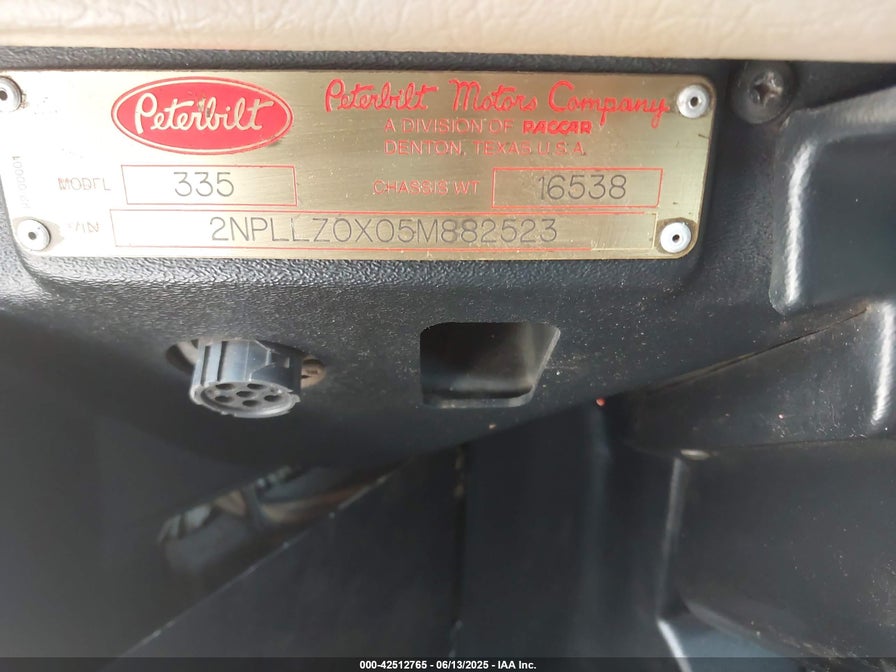 Peterbilt
Peterbilt Motors Company
A DIVISION OF PACCAR
DENTON, TEXAS U.S.A.
MODEL 335 CHASSIS WT 16538
VIN 2NPLLZ0X05M882523
000-42512765 - 06/13/2025 - IAA Inc.